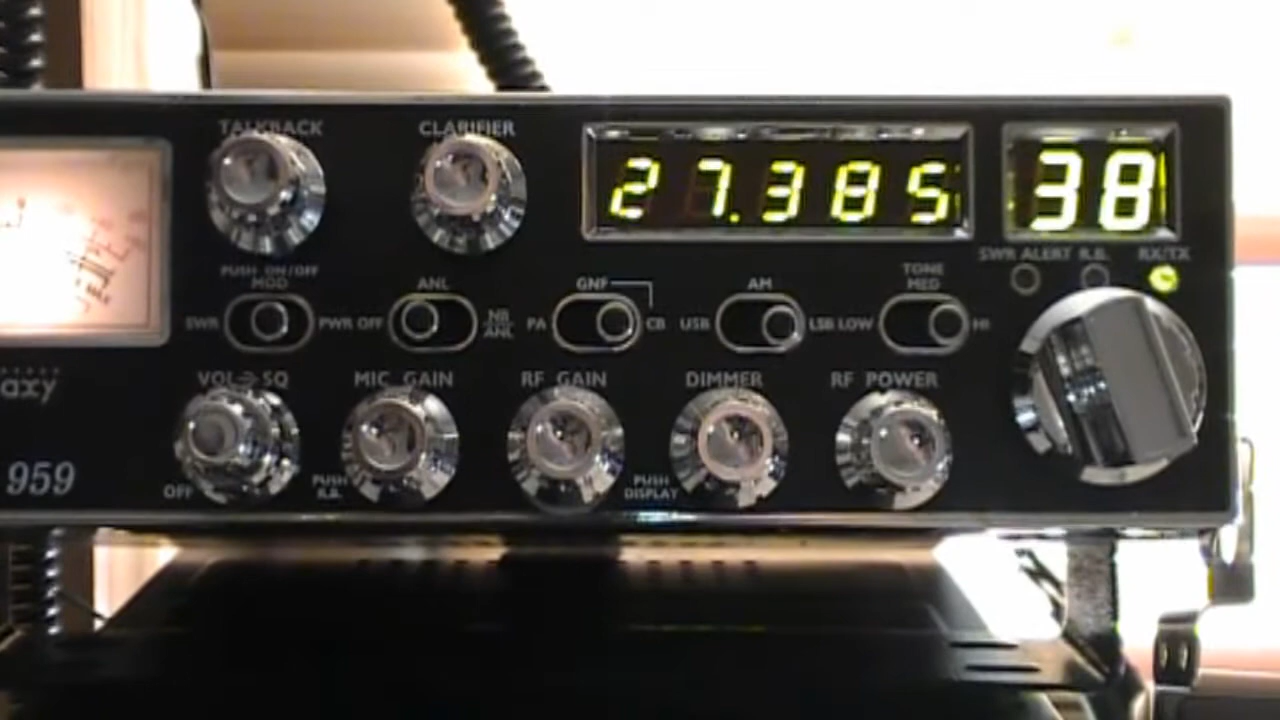 TALKBACK CLARIFIER
27.385 38
SWR ALERT R.B. RX/TX
PUSH ON/OFF
MOD ANL GNF AM TONE MED
SWR PWR OFF NB ANL PA CB USB LSB LOW HI
VOL SQ MIC GAIN RF GAIN DIMMER RF POWER
axy
959
OFF PUSH R.B. PUSH DISPLAY